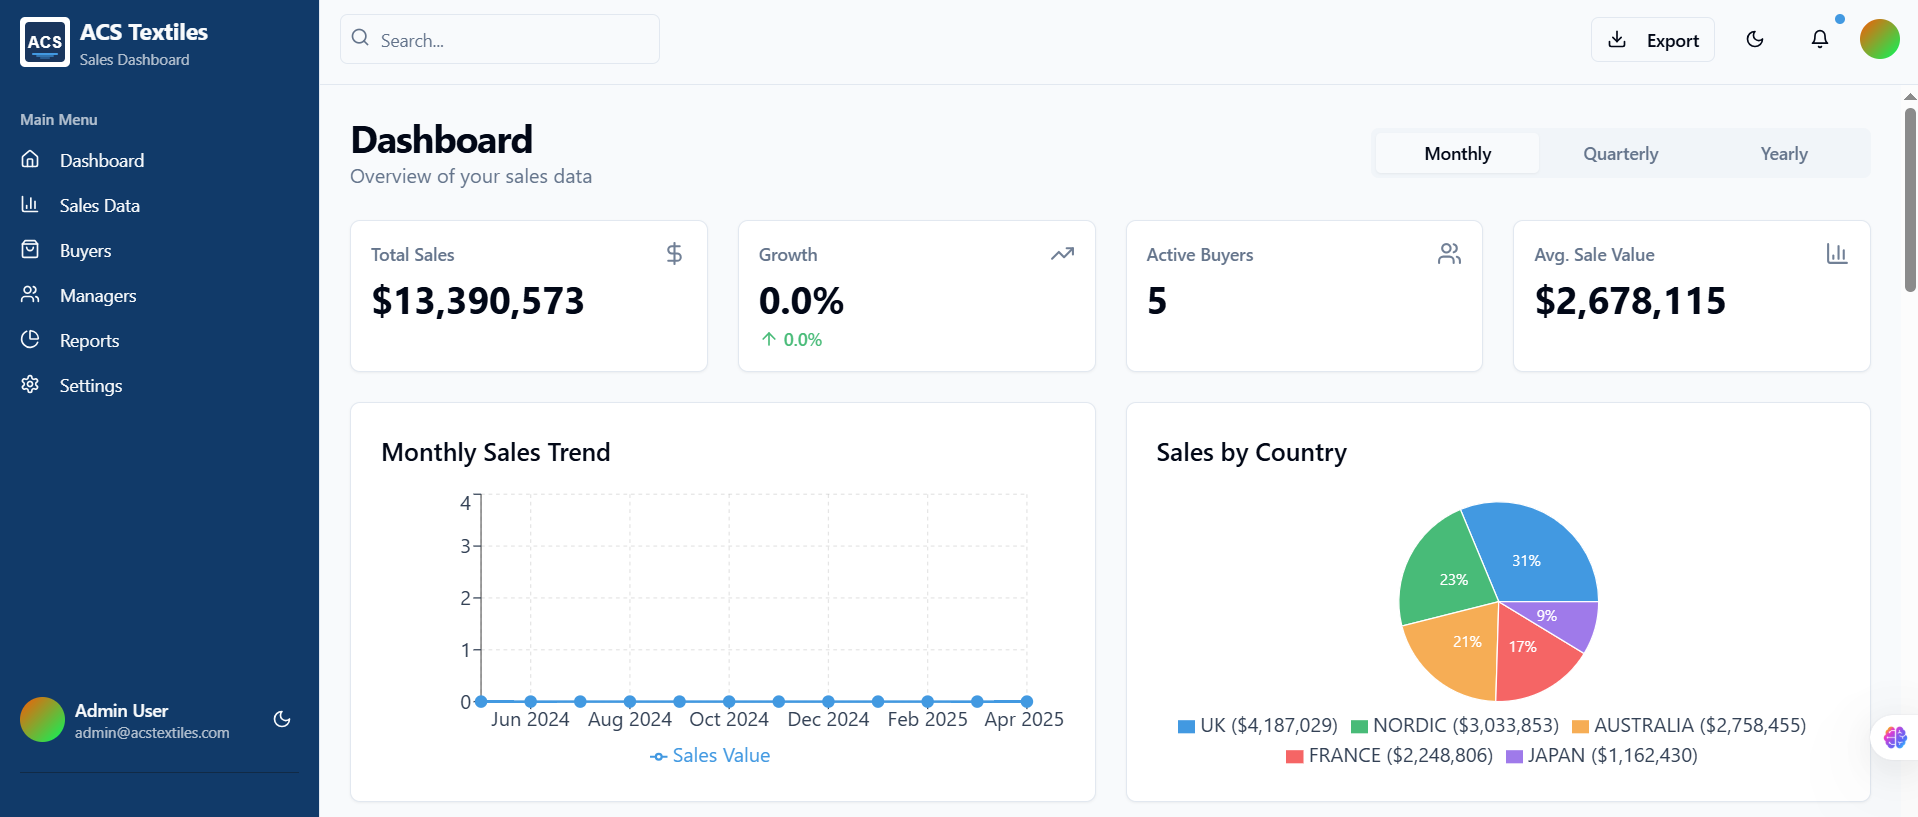 ACS
ACS Textiles
Sales Dashboard
Main Menu
Dashboard
Sales Data
Buyers
Managers
Reports
Settings
Admin User
admin@acstextiles.com
Search...
Export
Dashboard
Overview of your sales data
Monthly
Quarterly
Yearly
Total Sales
$13,390,573
Growth
0.0%
0.0%
Active Buyers
5
Avg. Sale Value
$2,678,115
Monthly Sales Trend
4
3
2
1
0
Jun 2024 Aug 2024 Oct 2024 Dec 2024 Feb 2025 Apr 2025
Sales Value
Sales by Country
31%
23%
9%
21%
17%
UK ($4,187,029) NORDIC ($3,033,853) AUSTRALIA ($2,758,455)
FRANCE ($2,248,806) JAPAN ($1,162,430)